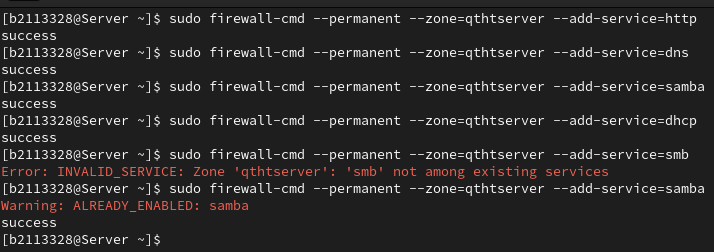 [b2113328@Server ~]$ sudo firewall-cmd --permanent --zone=qthtserver --add-service=http
success
[b2113328@Server ~]$ sudo firewall-cmd --permanent --zone=qthtserver --add-service=dns
success
[b2113328@Server ~]$ sudo firewall-cmd --permanent --zone=qthtserver --add-service=samba
success
[b2113328@Server ~]$ sudo firewall-cmd --permanent --zone=qthtserver --add-service=dhcp
success
[b2113328@Server ~]$ sudo firewall-cmd --permanent --zone=qthtserver --add-service=smb
Error: INVALID_SERVICE: Zone 'qthtserver': 'smb' not among existing services
[b2113328@Server ~]$ sudo firewall-cmd --permanent --zone=qthtserver --add-service=samba
Warning: ALREADY_ENABLED: samba
success
[b2113328@Server ~]$